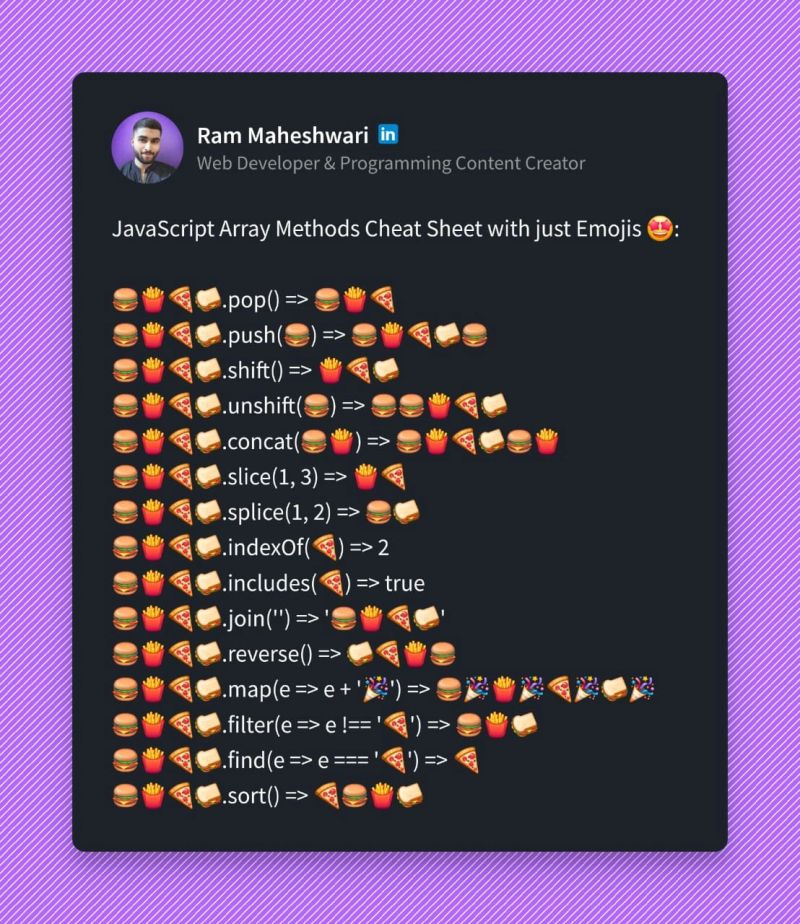 Ram Maheshwari in
Web Developer & Programming Content Creator
JavaScript Array Methods Cheat Sheet with just Emojis 🤩:
🍔🍟🍕🥪.pop() => 🍔🍟🍕
🍔🍟🍕🥪.push(🍔) => 🍔🍟🍕🥪🍔
🍔🍟🍕🥪.shift() => 🍟🍕🥪
🍔🍟🍕🥪.unshift(🍔) => 🍔🍔🍟🍕🥪
🍔🍟🍕🥪.concat(🍔🍟) => 🍔🍟🍕🥪🍔🍟
🍔🍟🍕🥪.slice(1, 3) => 🍟🍕
🍔🍟🍕🥪.splice(1, 2) => 🍔🥪
🍔🍟🍕🥪.indexOf(🍕) => 2
🍔🍟🍕🥪.includes(🍕) => true
🍔🍟🍕🥪.join('') => '🍔🍟🍕🥪'
🍔🍟🍕🥪.reverse() => 🥪🍕🍟🍔
🍔🍟🍕🥪.map(e => e + '🎉') => 🍔🎉🍟🎉🍕🎉🥪🎉
🍔🍟🍕🥪.filter(e => e !== '🍕') => 🍔🍟🥪
🍔🍟🍕🥪.find(e => e === '🍕') => 🍕
🍔🍟🍕🥪.sort() => 🍕🍔🍟🥪